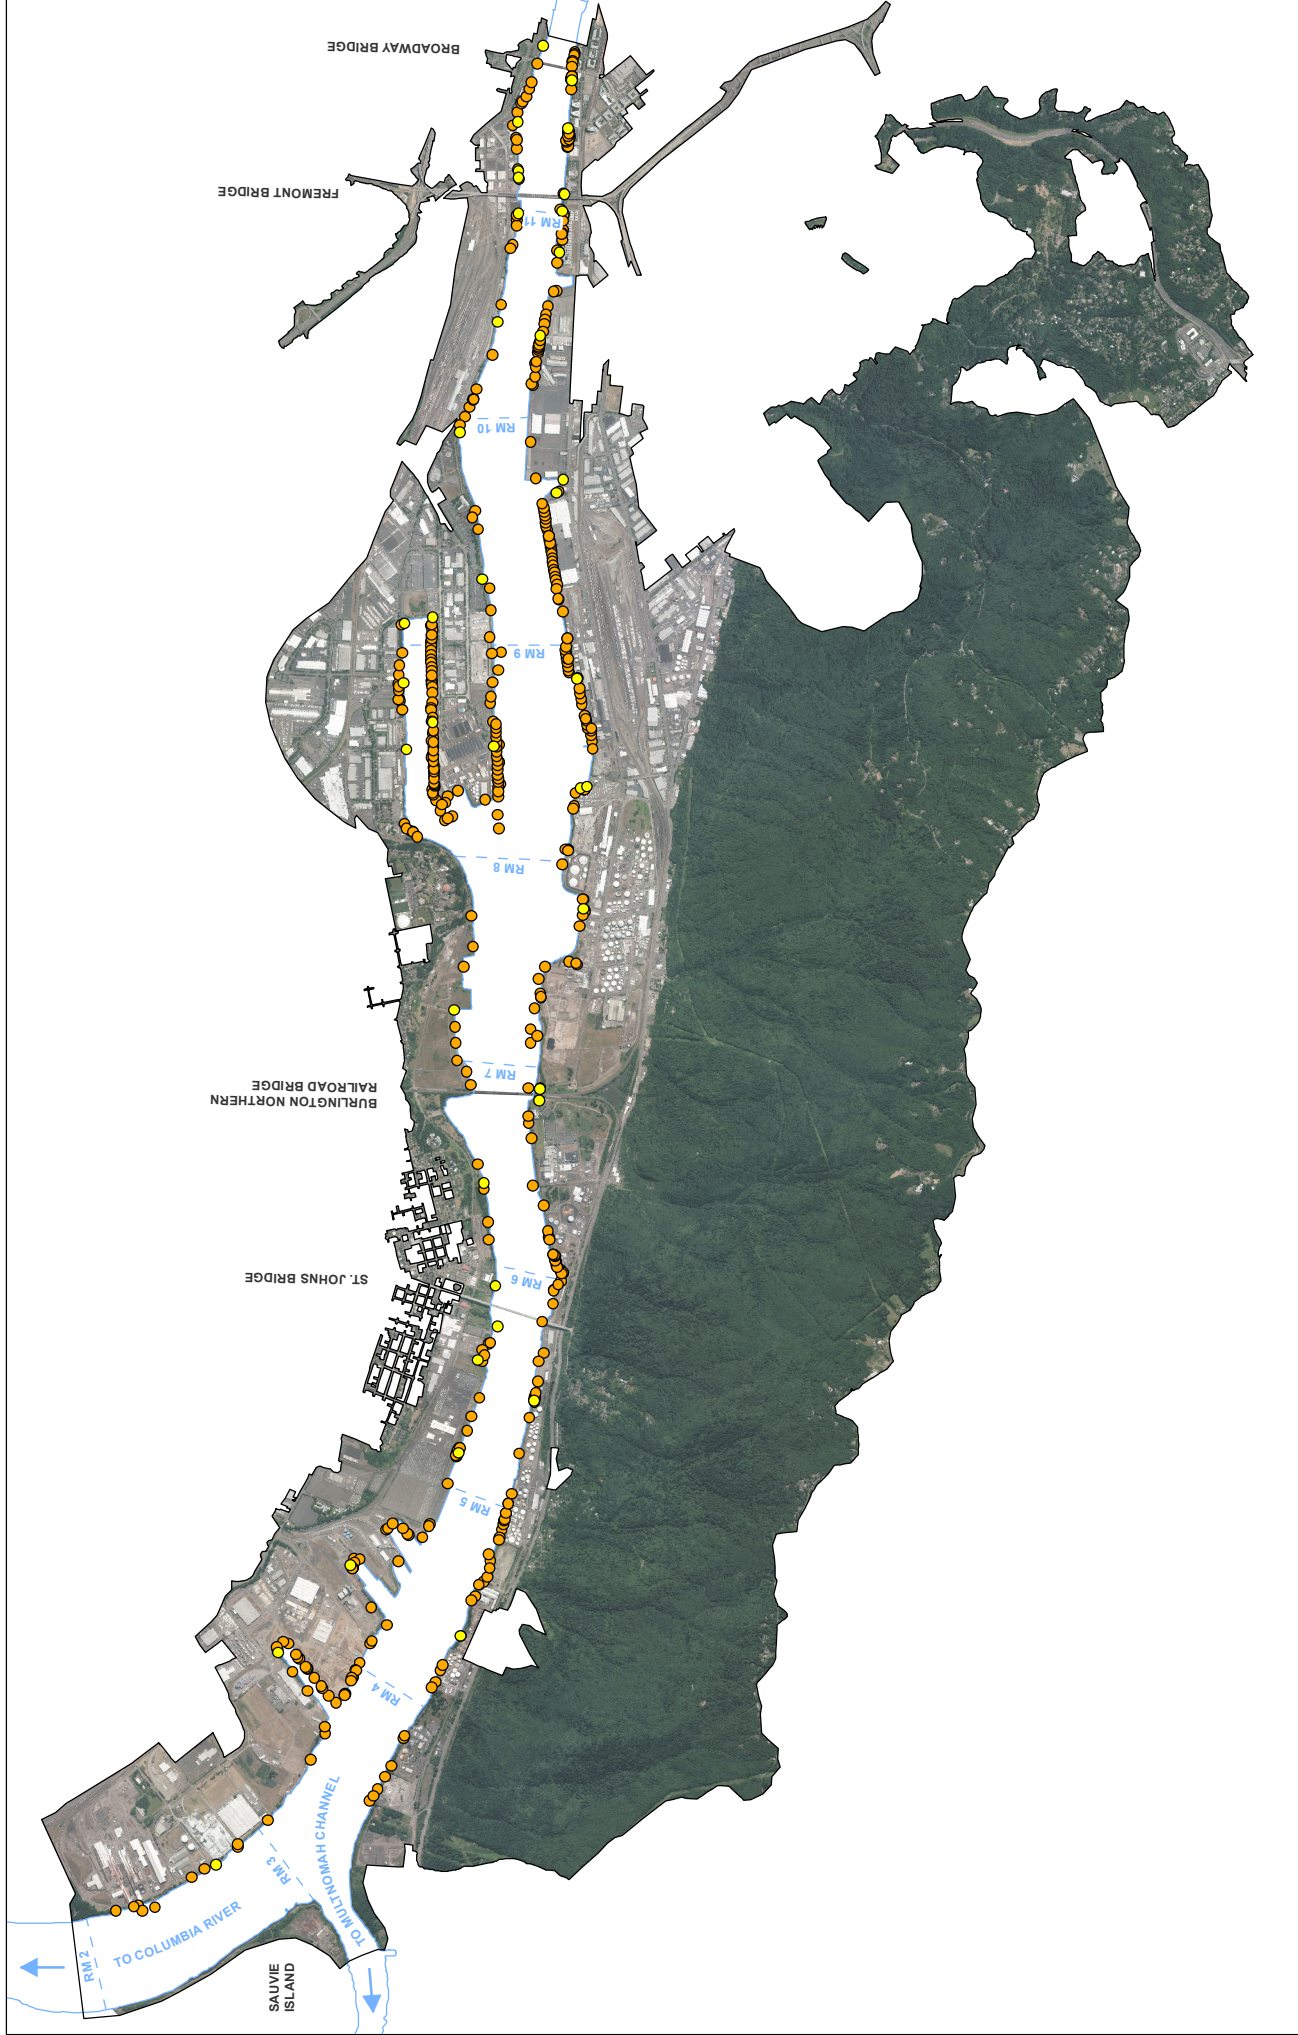 BROADWAY BRIDGE
FREMONT BRIDGE
RM 11
RM 10
RM 9
RM 8
RM 7
BURLINGTON NORTHERN
RAILROAD BRIDGE
ST. JOHNS BRIDGE
RM 6
RM 5
RM 4
RM 3
TO MULTNOMAH CHANNEL
TO COLUMBIA RIVER
RM 2
SAUVIE
ISLAND